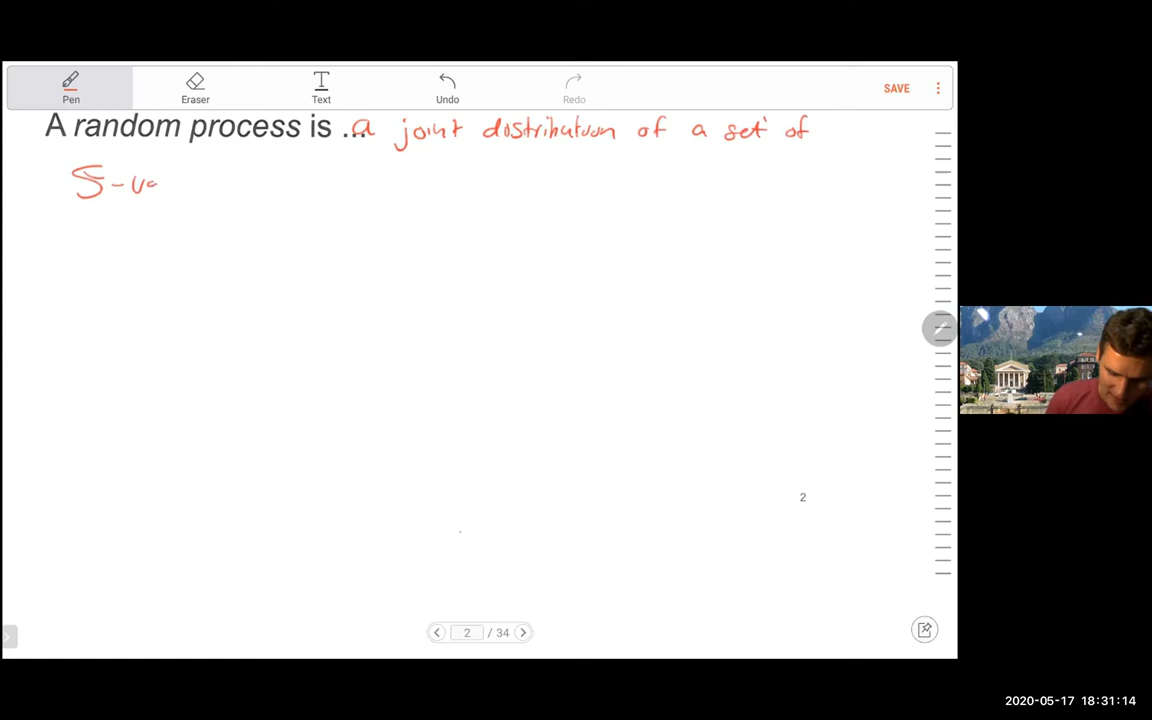 Pen
Eraser
Text
Undo
Redo
SAVE
A random process is ... a joint distribution of a set of
S-va
2
2 / 34
2020-05-17 18:31:14